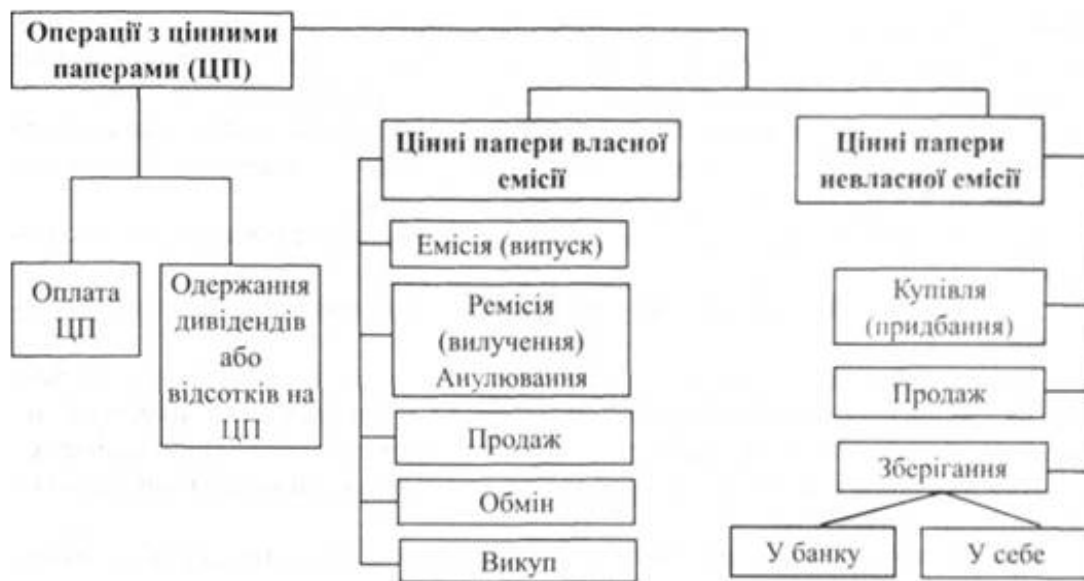 Операції з цінними
паперами (ЦП)
Цінні папери власної
емісії
Цінні папери
невласної емісії
Оплата
ЦП
Одержання
дивідендів
або
відсотків на
ЦП
Емісія (випуск)
Ремісія
(вилучення)
Анулювання
Продаж
Обмін
Викуп
Купівля
(придбання)
Продаж
Зберігання
У банку
У себе